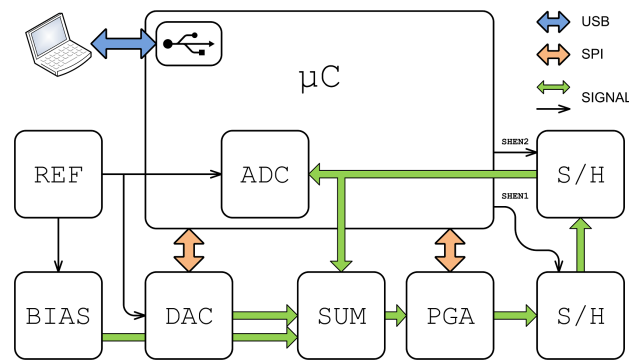 USB
μC
SPI
SIGNAL
SHEN2
REF
ADC
S/H
SHEN1
BIAS
DAC
SUM
PGA
S/H